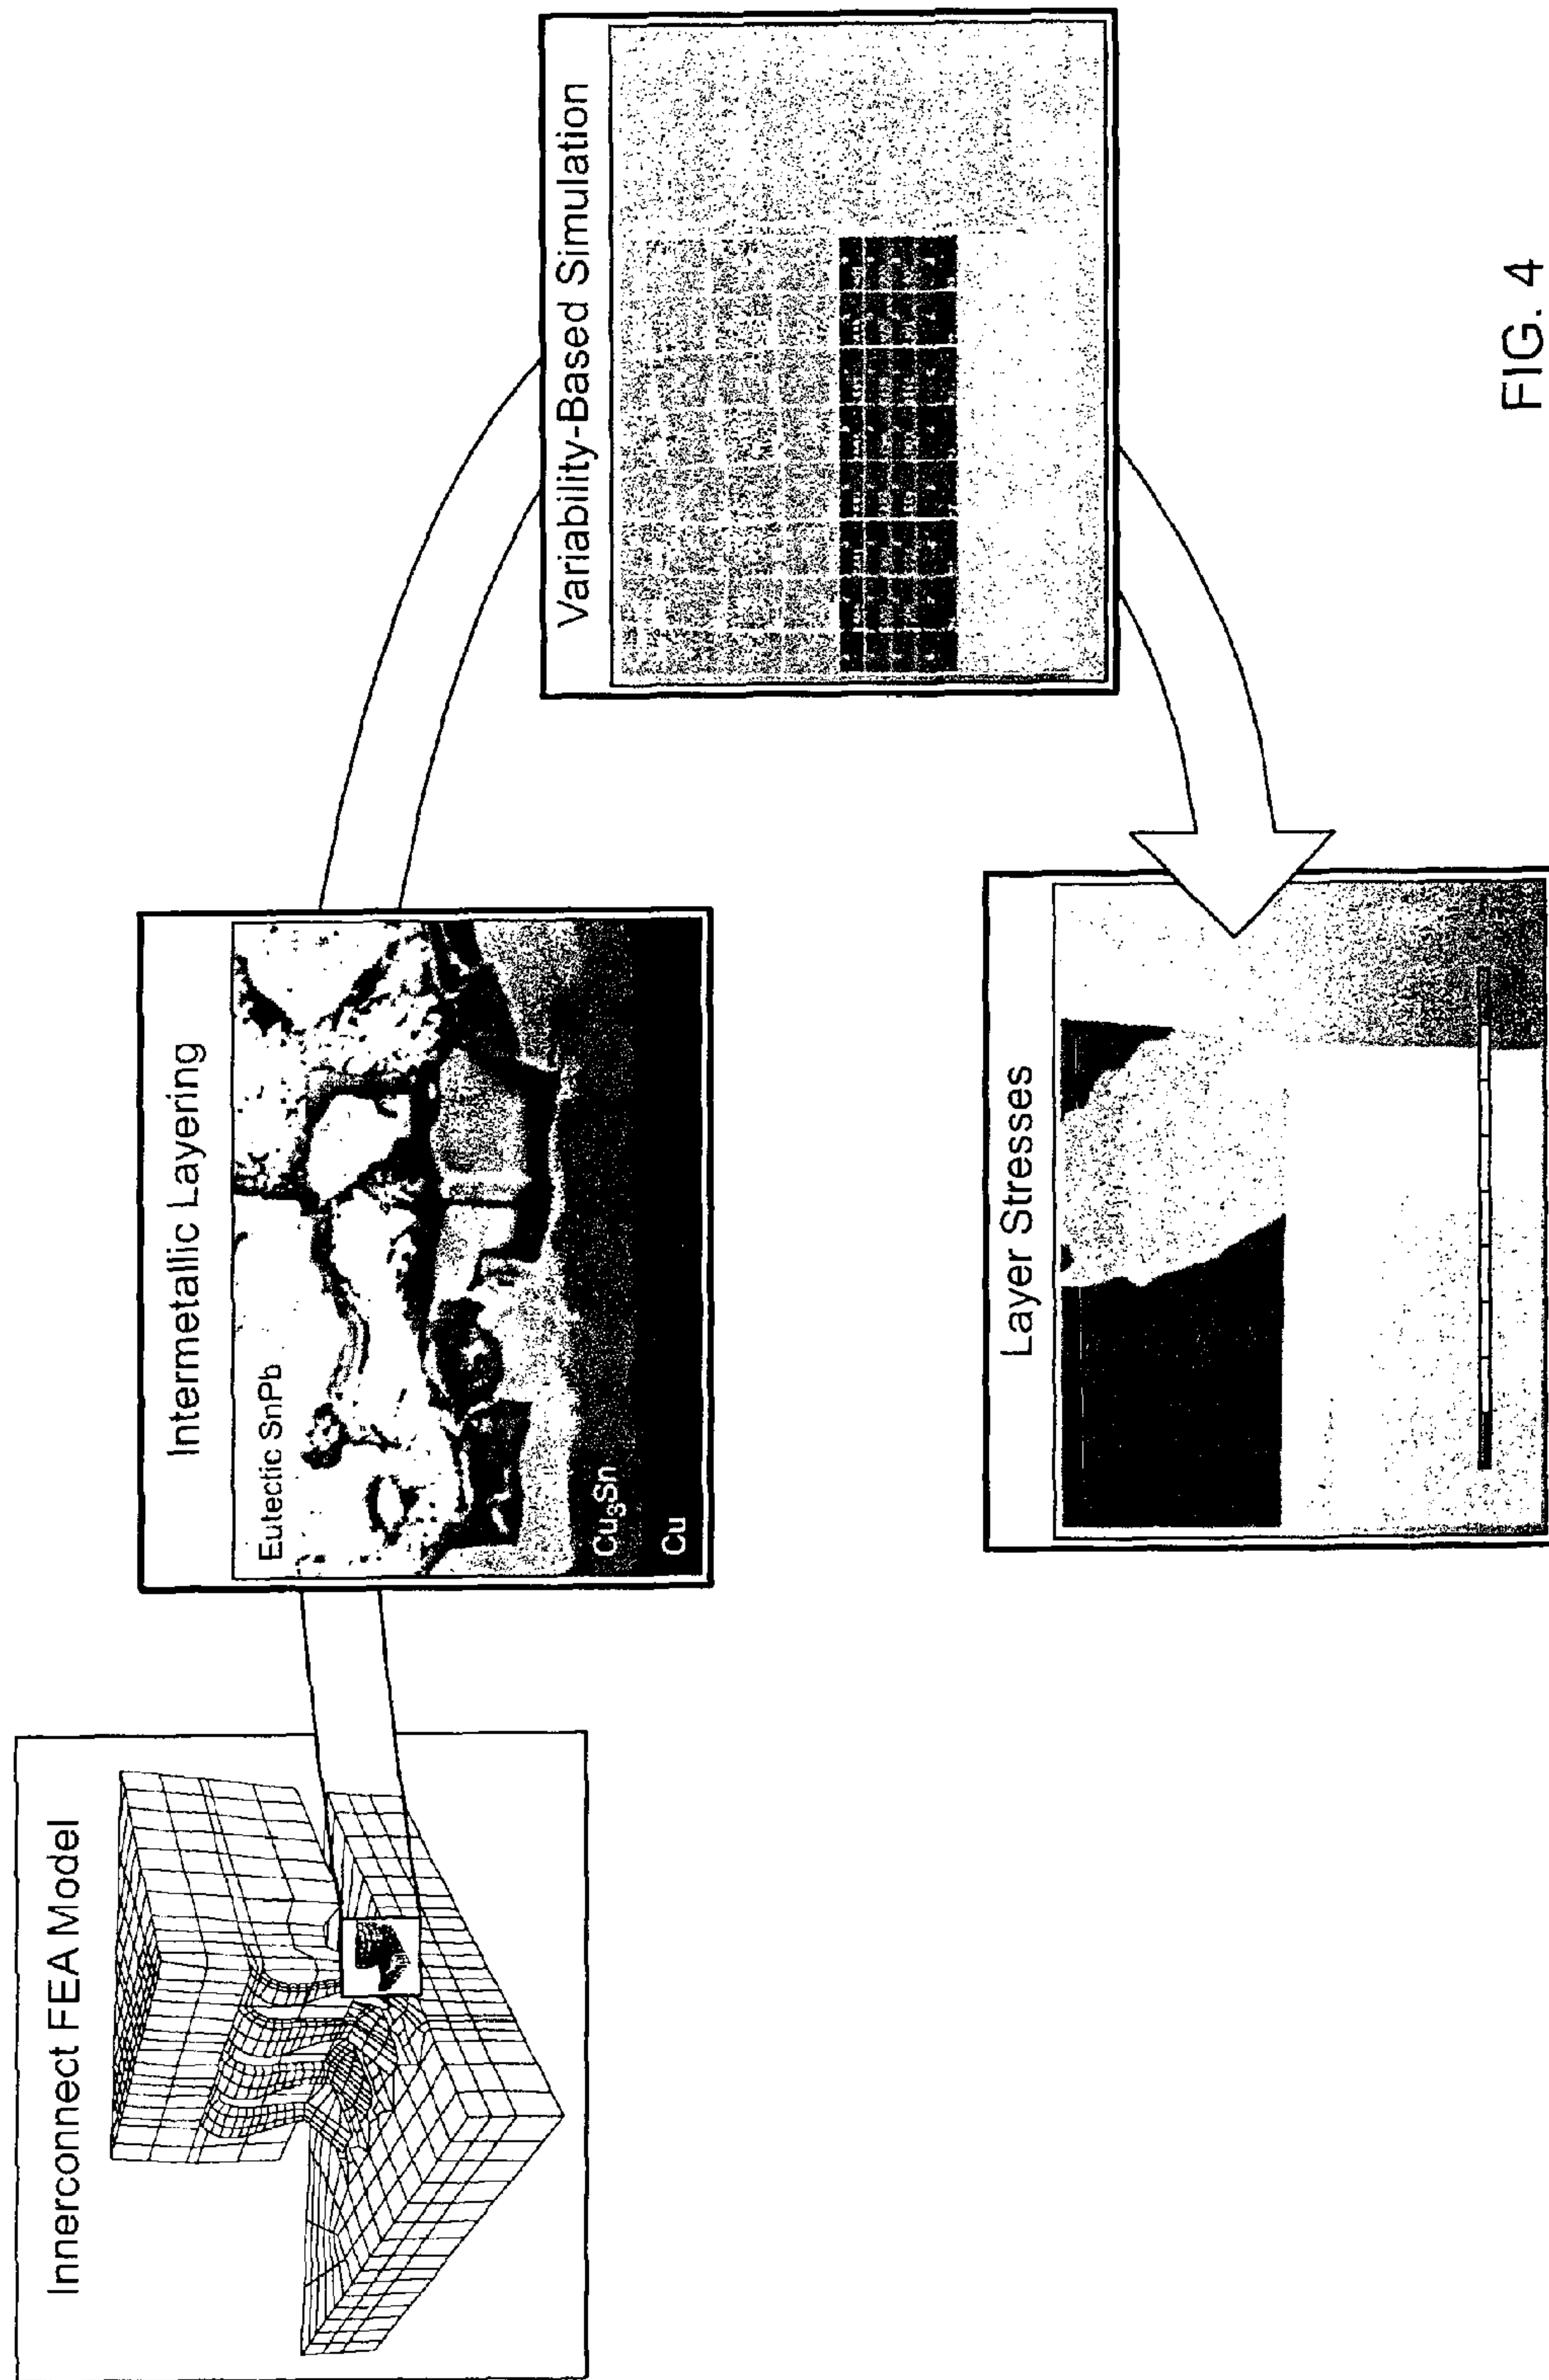 Innerconnect FEA Model
Intermetallic Layering
Eutectic SnPb
Cu₃Sn
Cu
Variability-Based Simulation
Layer Stresses
FIG. 4